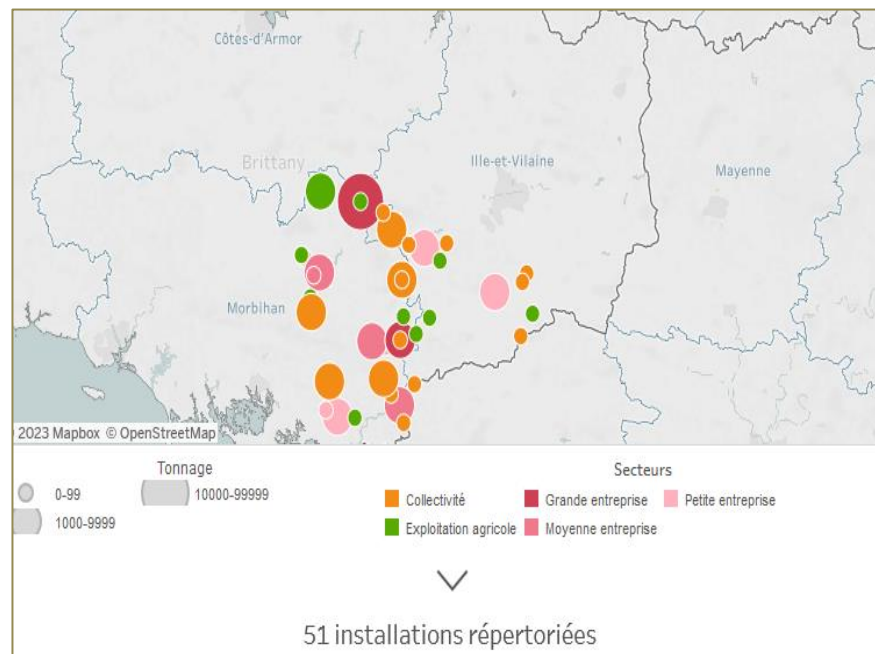 Côtes-d'Armor
Brittany
Ille-et-Vilaine
Mayenne
Morbihan
2023 Mapbox © OpenStreetMap
Tonnage
0-99
10000-99999
1000-9999
Secteurs
Collectivité
Grande entreprise
Petite entreprise
Exploitation agricole
Moyenne entreprise
51 installations répertoriées